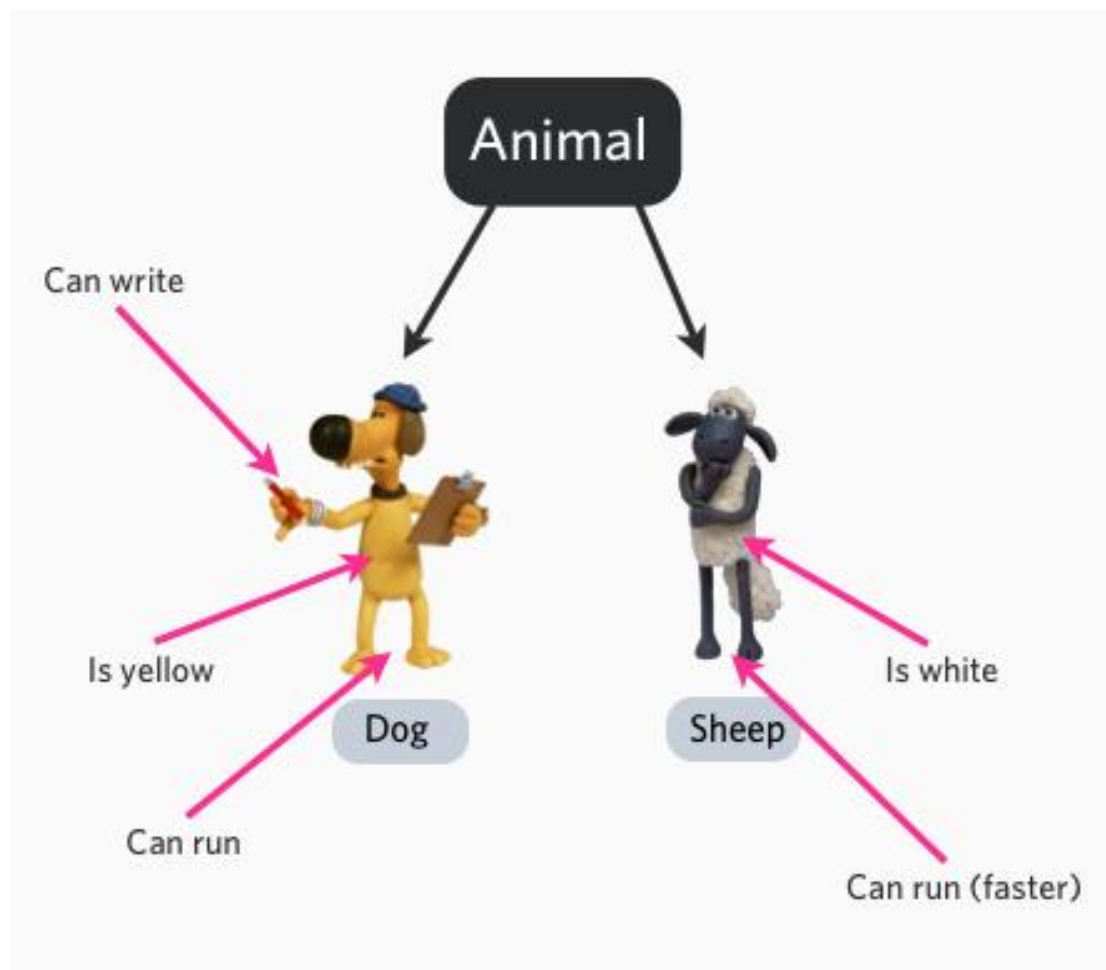 Animal
Can write
Is yellow
Is white
Dog
Sheep
Can run
Can run (faster)